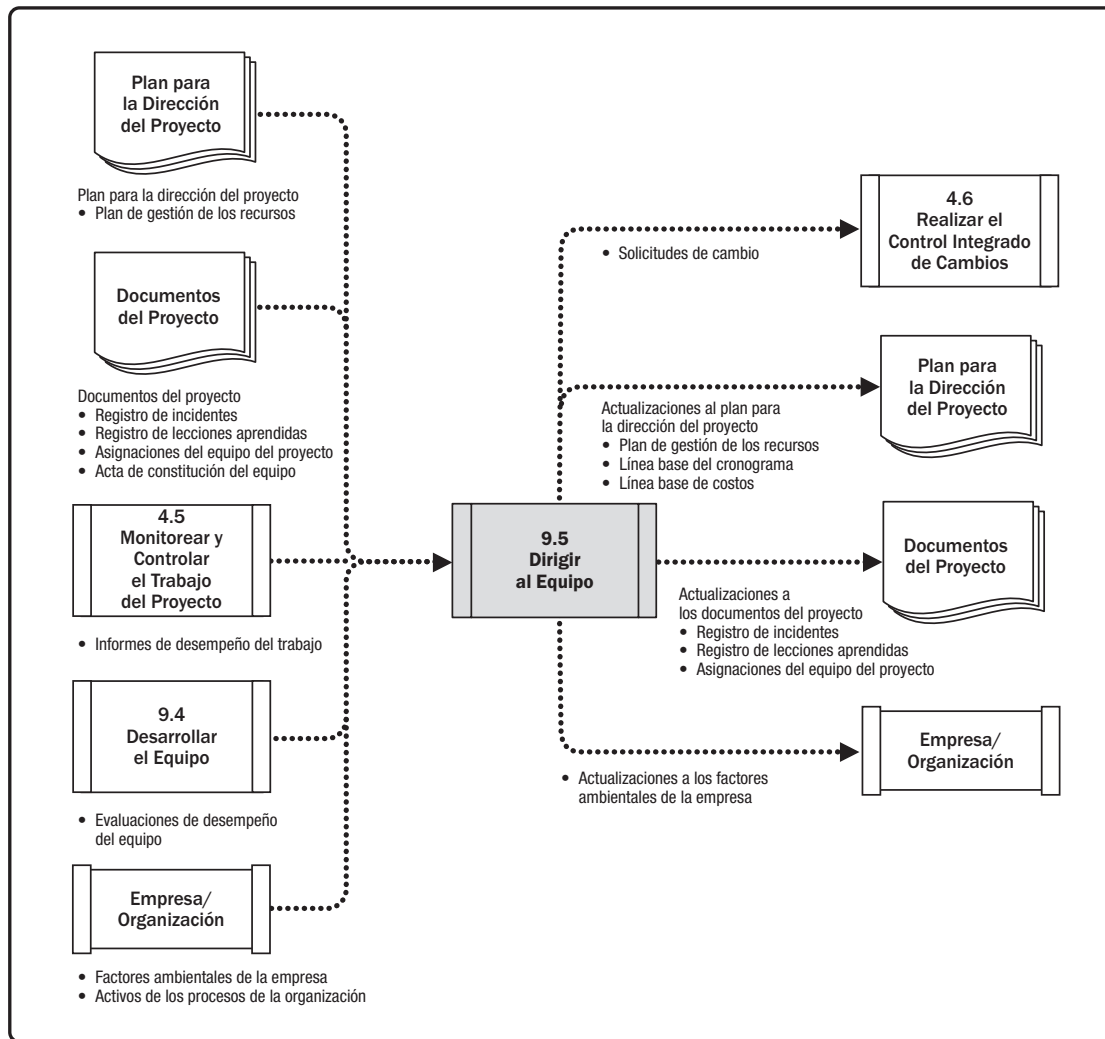 Plan para
la Dirección
del Proyecto
Plan para la dirección del proyecto
• Plan de gestión de los recursos
Documentos
del Proyecto
Documentos del proyecto
• Registro de incidentes
• Registro de lecciones aprendidas
• Asignaciones del equipo del proyecto
• Acta de constitución del equipo
4.5
Monitorear y
Controlar
el Trabajo
del Proyecto
• Informes de desempeño del trabajo
9.4
Desarrollar
el Equipo
• Evaluaciones de desempeño
del equipo
Empresa/
Organización
• Factores ambientales de la empresa
• Activos de los procesos de la organización
9.5
Dirigir
al Equipo
• Solicitudes de cambio
4.6
Realizar el
Control Integrado
de Cambios
Actualizaciones al plan para
la dirección del proyecto
• Plan de gestión de los recursos
• Línea base del cronograma
• Línea base de costos
Plan para
la Dirección
del Proyecto
Actualizaciones a
los documentos del proyecto
• Registro de incidentes
• Registro de lecciones aprendidas
• Asignaciones del equipo del proyecto
Documentos
del Proyecto
• Actualizaciones a los factores
ambientales de la empresa
Empresa/
Organización